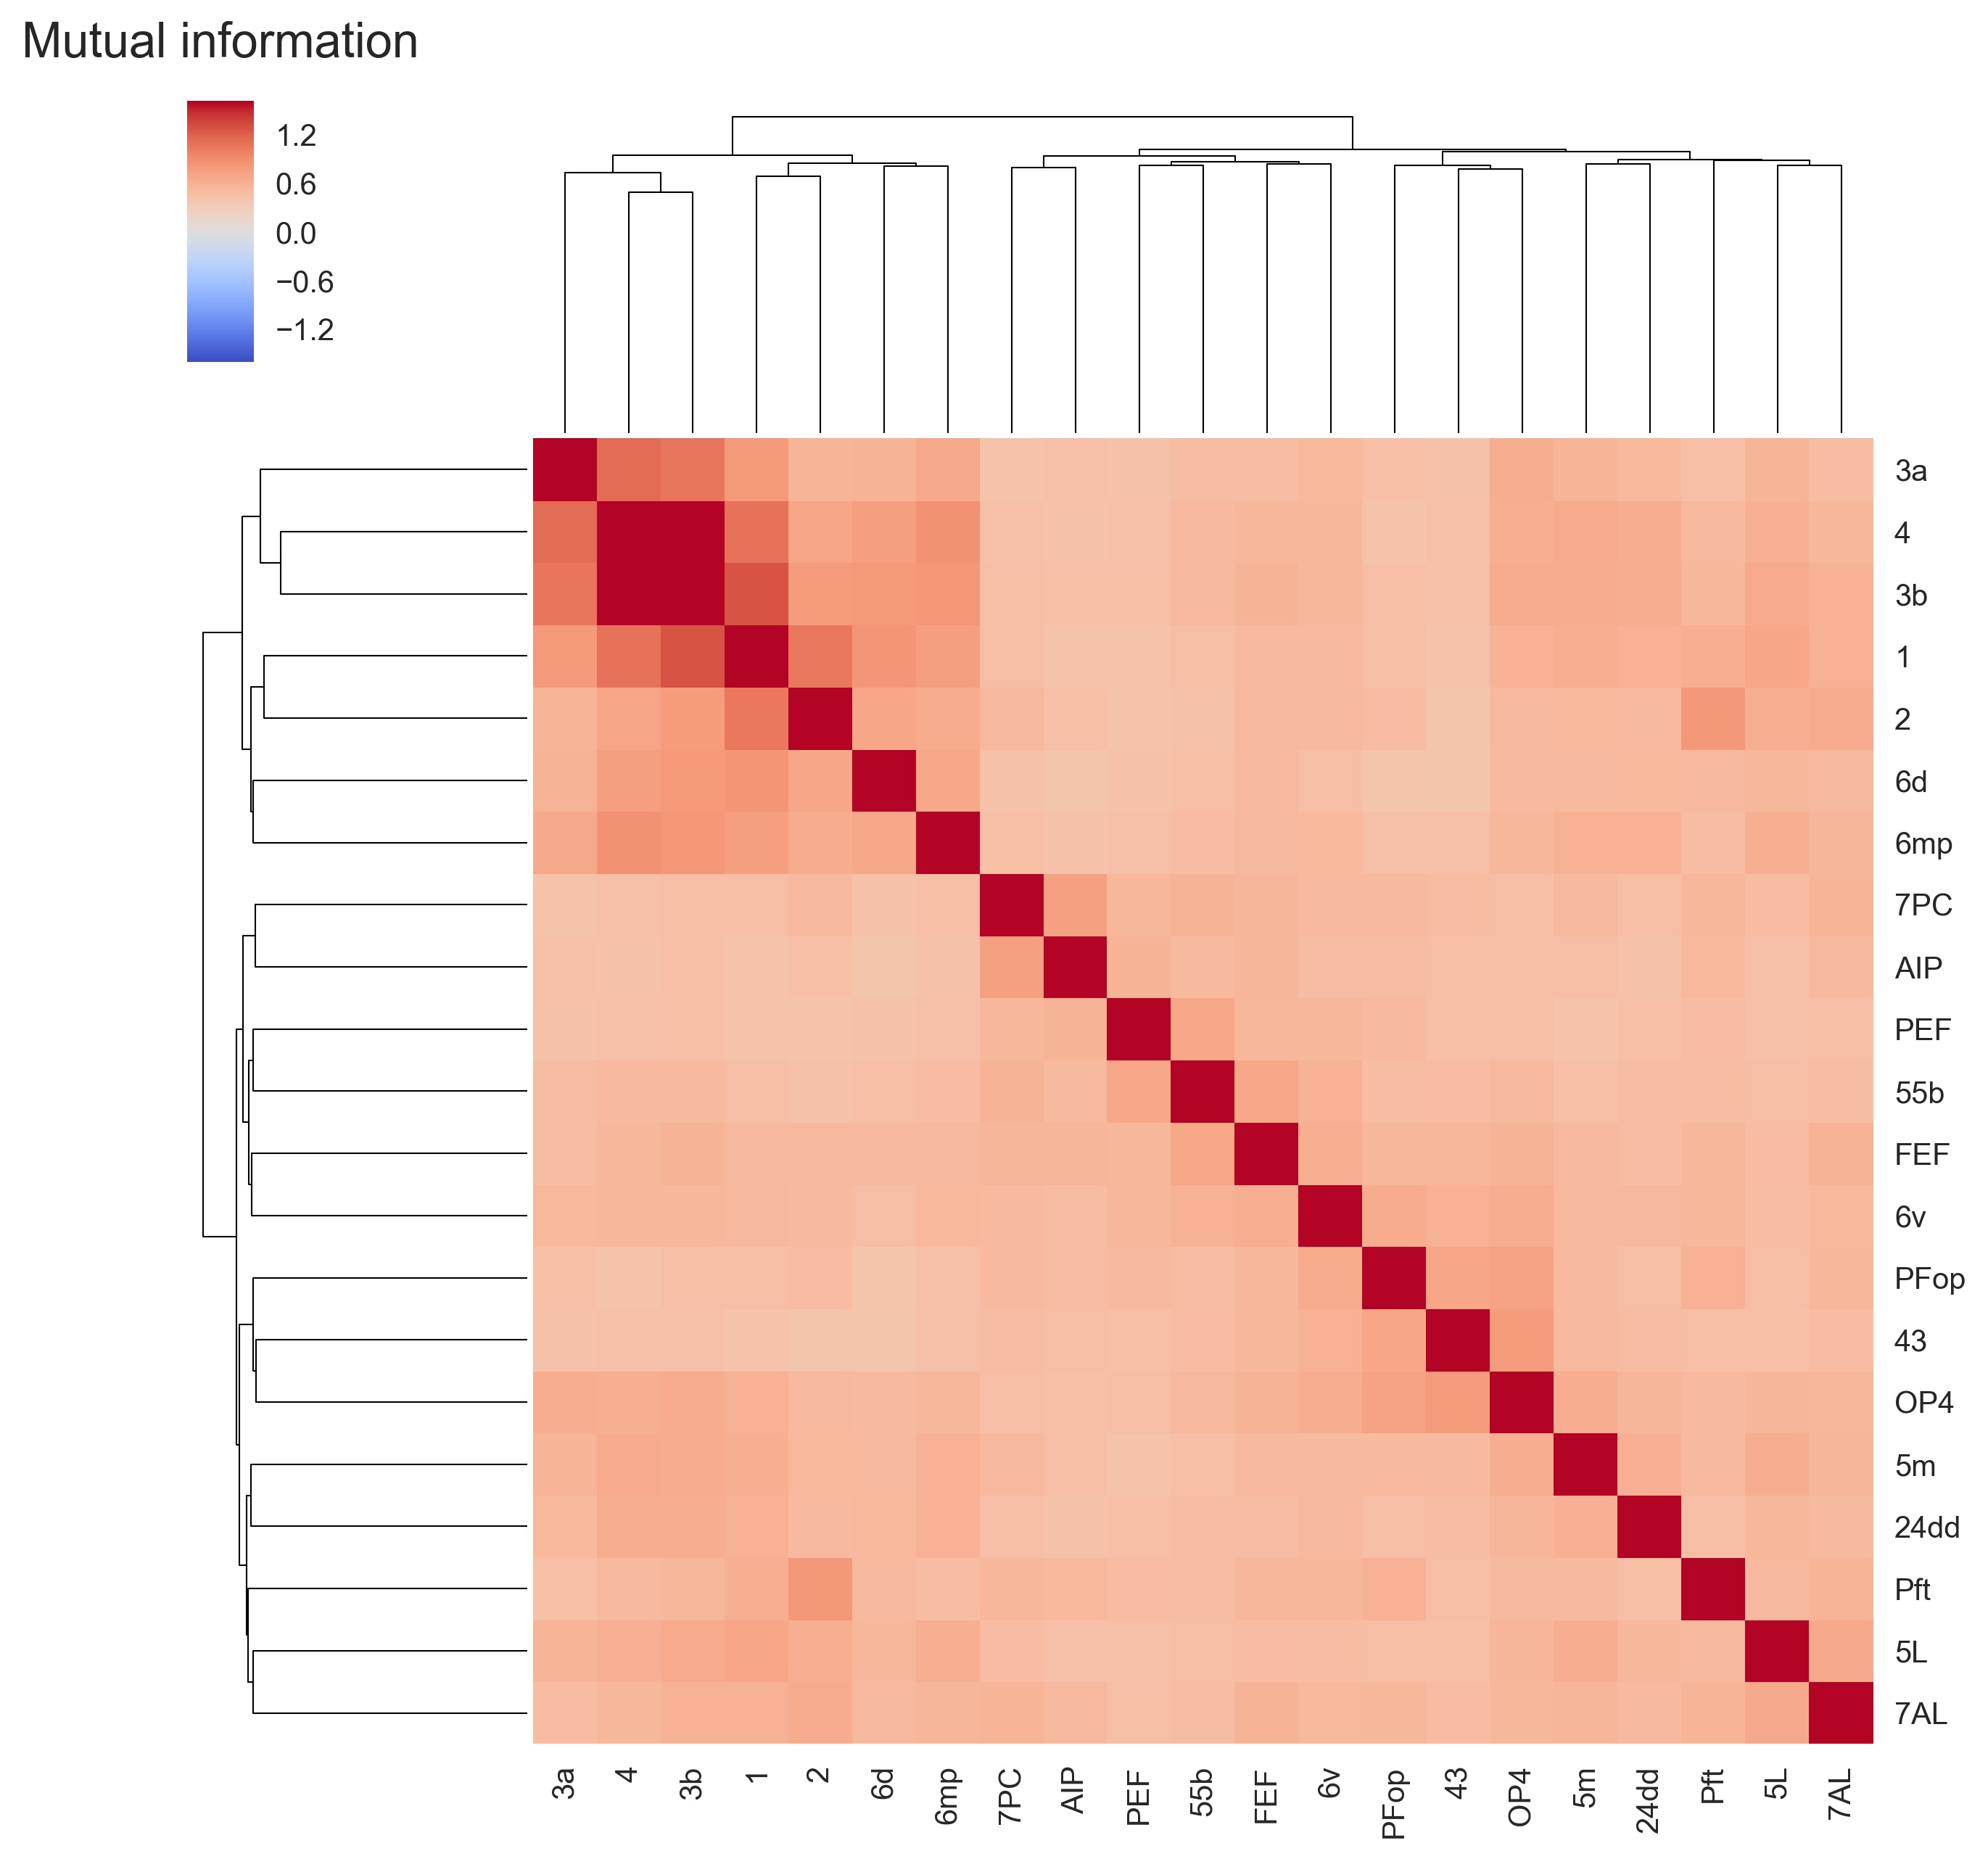 Mutual information
1.2
0.6
0.0
−0.6
−1.2
3a
4
3b
1
2
6d
6mp
7PC
AIP
PEF
55b
FEF
6v
PFop
43
OP4
5m
24dd
Pft
5L
7AL
3a 4 3b 1 2 6d 6mp 7PC AIP PEF 55b FEF 6v PFop 43 OP4 5m 24dd Pft 5L 7AL